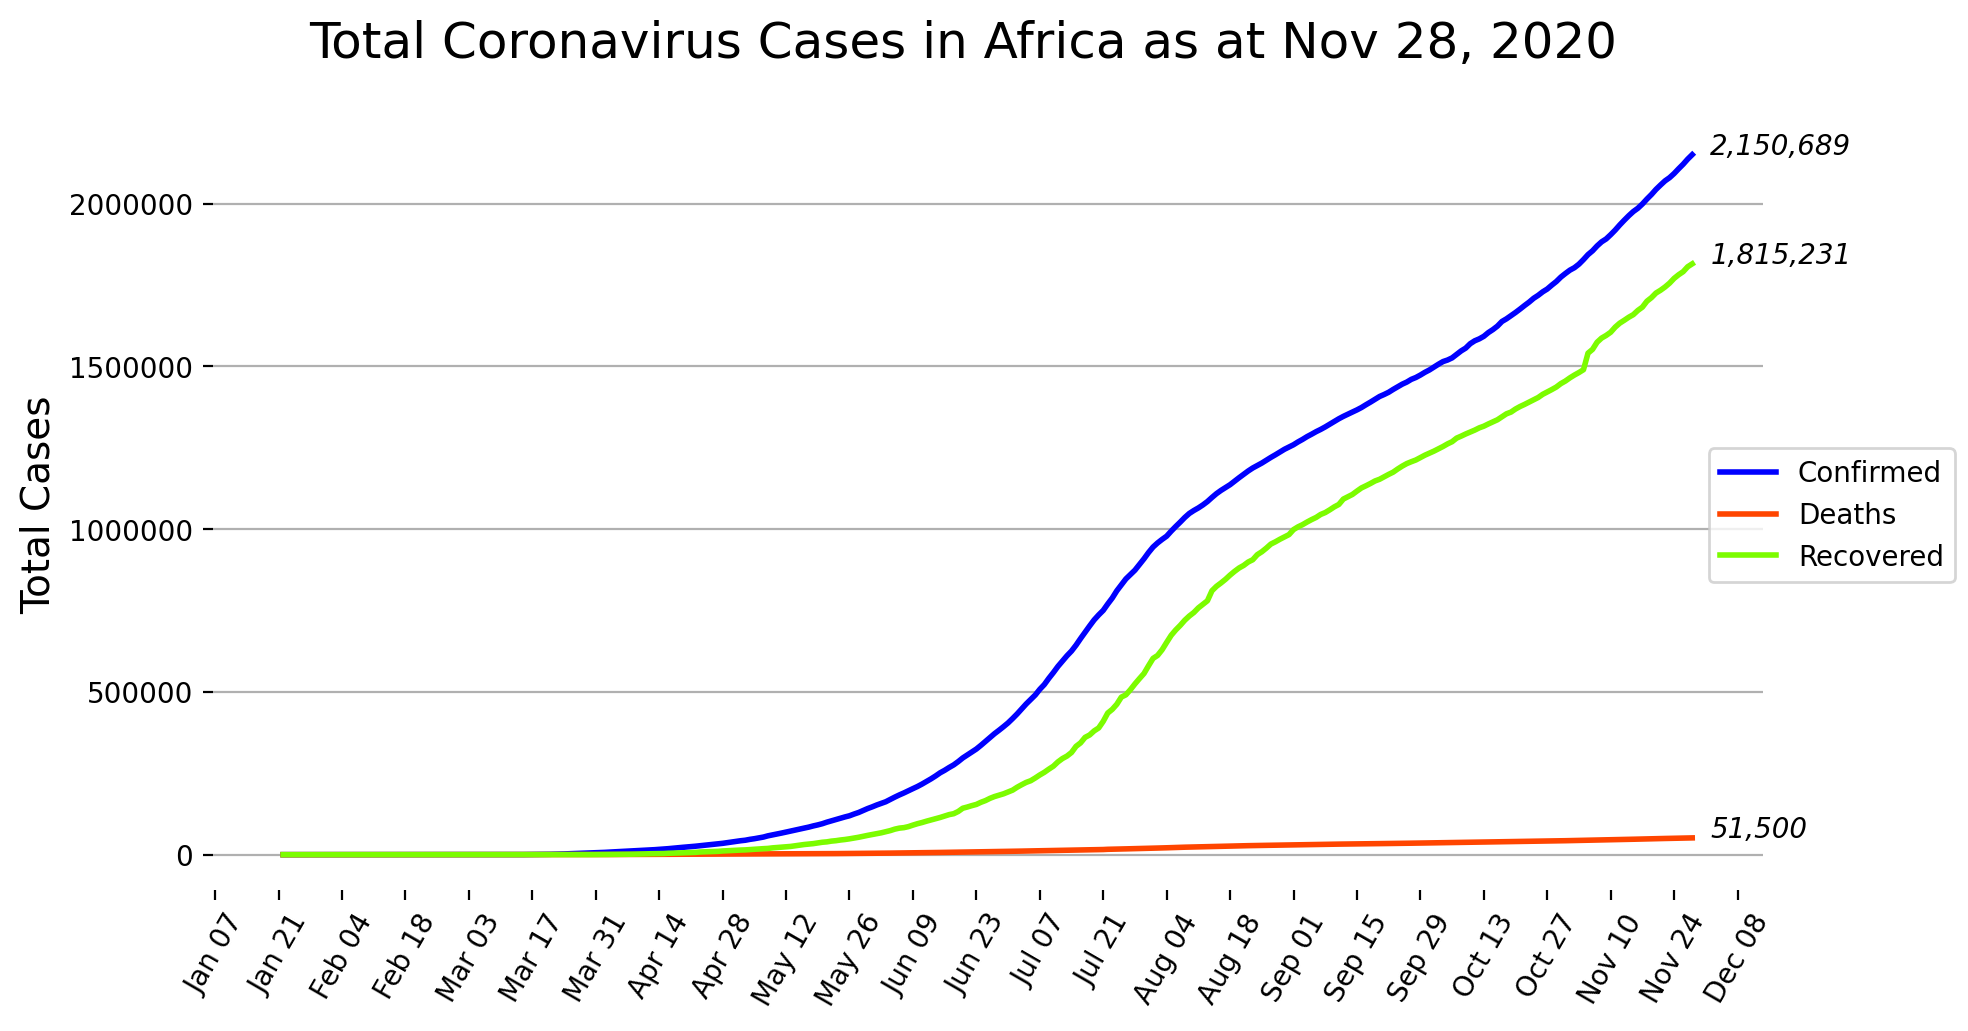 Total Coronavirus Cases in Africa as at Nov 28, 2020
Total Cases
2000000
1500000
1000000
500000
0
2,150,689
1,815,231
51,500
Confirmed
Deaths
Recovered
Jan 07
Jan 21
Feb 04
Feb 18
Mar 03
Mar 17
Mar 31
Apr 14
Apr 28
May 12
May 26
Jun 09
Jun 23
Jul 07
Jul 21
Aug 04
Aug 18
Sep 01
Sep 15
Sep 29
Oct 13
Oct 27
Nov 10
Nov 24
Dec 08